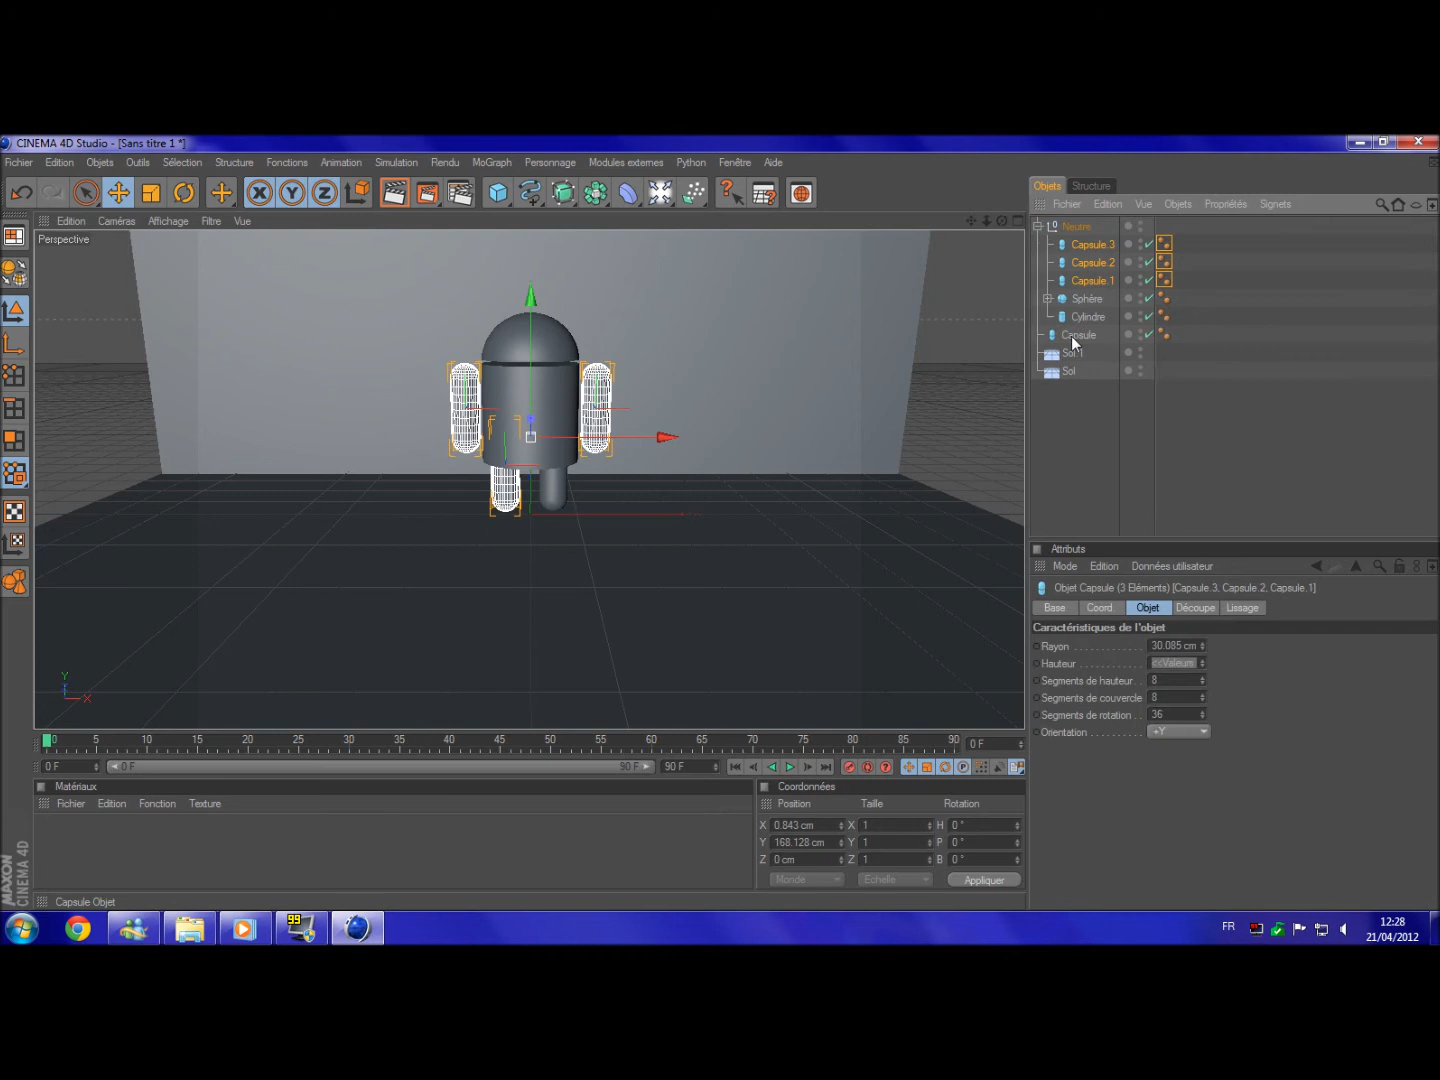 CINEMA 4D Studio - [Sans titre 1 *]
Fichier Edition Objets Outils Sélection Structure Fonctions Animation Simulation Rendu MoGraph Personnage Modules externes Python Fenêtre Aide
X Y Z
Objets Structure
Edition Caméras Affichage Filtre Vue
Fichier Edition Vue Objets Propriétés Signets
Perspective
Neutre
Capsule.3
Capsule.2
Capsule.1
Sphère
Cylindre
Capsule
Sol 1
Sol
Attributs
Mode Edition Données utilisateur
Objet Capsule (3 Eléments) [Capsule.3, Capsule.2, Capsule.1]
Base Coord. Objet Découpe Lissage
Caractéristiques de l'objet
Rayon 30.085 cm
Hauteur <<Valeurs
Segments de hauteur 8
Segments de couvercle 8
Segments de rotation 36
Orientation +Y
Y
X
0 5 10 15 20 25 30 35 40 45 50 55 60 65 70 75 80 85 90 0 F
0 F 0 F 90 F 90 F
Matériaux
Fichier Edition Fonction Texture
Coordonnées
Position Taille Rotation
X 0.843 cm X 1 H 0 °
Y 168.128 cm Y 1 P 0 °
Z 0 cm Z 1 B 0 °
Monde Echelle Appliquer
MAXON
CINEMA 4D
Capsule Objet
99
FR
12:28
21/04/2012